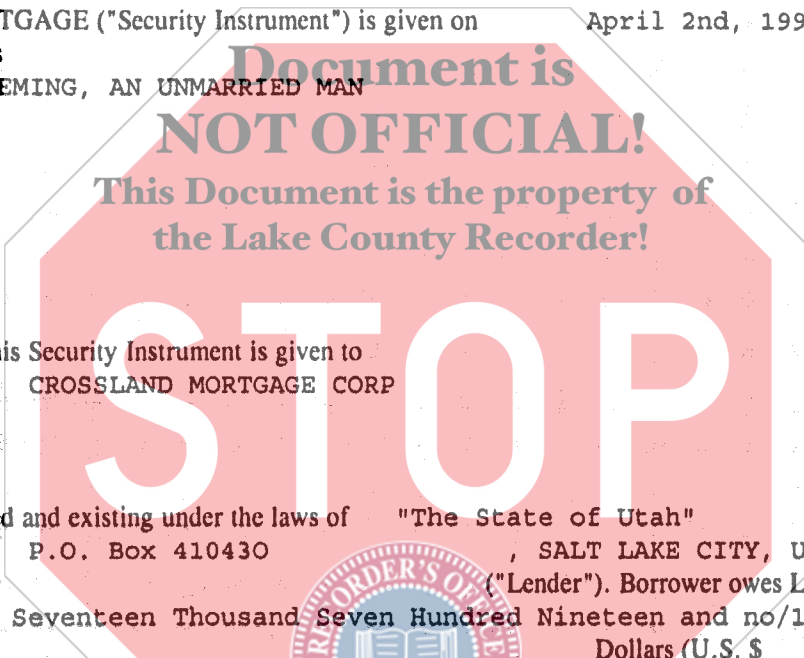 TGAGE ("Security Instrument") is given on April 2nd, 199
Document is
EMING, AN UNMARRIED MAN
NOT OFFICIAL!
This Document is the property of
the Lake County Recorder!
STOP
is Security Instrument is given to
CROSSLAND MORTGAGE CORP
d and existing under the laws of "The State of Utah"
P.O. Box 410430 , SALT LAKE CITY, U
("Lender"). Borrower owes L
Seventeen Thousand Seven Hundred Nineteen and no/1
Dollars (U.S. $
RECORDER'S OFFICE